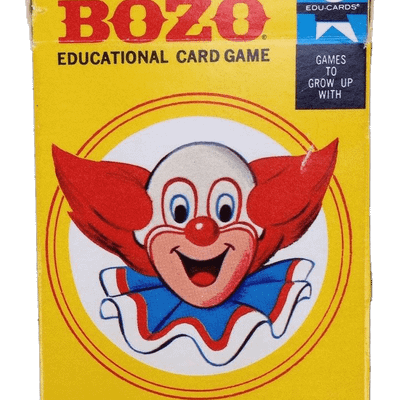 BOZO®
EDUCATIONAL CARD GAME
EDU-CARDS®
GAMES
TO
GROW UP
WITH